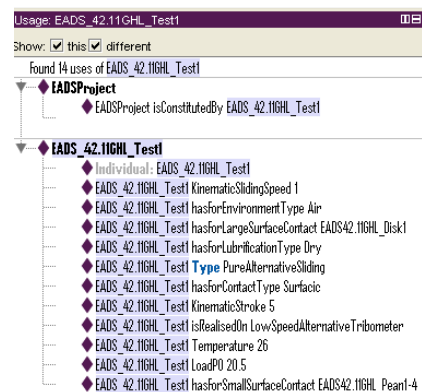 Usage: EADS_42.11GHL_Test1
Show: this different
Found 14 uses of EADS_42.11GHL_Test1
EADSProject
EADSProject isConstitutedBy EADS_42.11GHL_Test1
EADS_42.11GHL_Test1
Individual: EADS_42.11GHL_Test1
EADS_42.11GHL_Test1 KinematicSlidingSpeed 1
EADS_42.11GHL_Test1 hasForEnvironmentType Air
EADS_42.11GHL_Test1 hasForLargeSurfaceContact EADS42.11GHL_Disk1
EADS_42.11GHL_Test1 hasForLubrificationType Dry
EADS_42.11GHL_Test1 Type PureAlternativeSliding
EADS_42.11GHL_Test1 hasForContactType Surfacic
EADS_42.11GHL_Test1 KinematicStroke 5
EADS_42.11GHL_Test1 isRealisedOn LowSpeedAlternativeTribometer
EADS_42.11GHL_Test1 Temperature 26
EADS_42.11GHL_Test1 LoadP0 20.5
EADS_42.11GHL_Test1 hasForSmallSurfaceContact EADS42.11GHL_Pean1-4